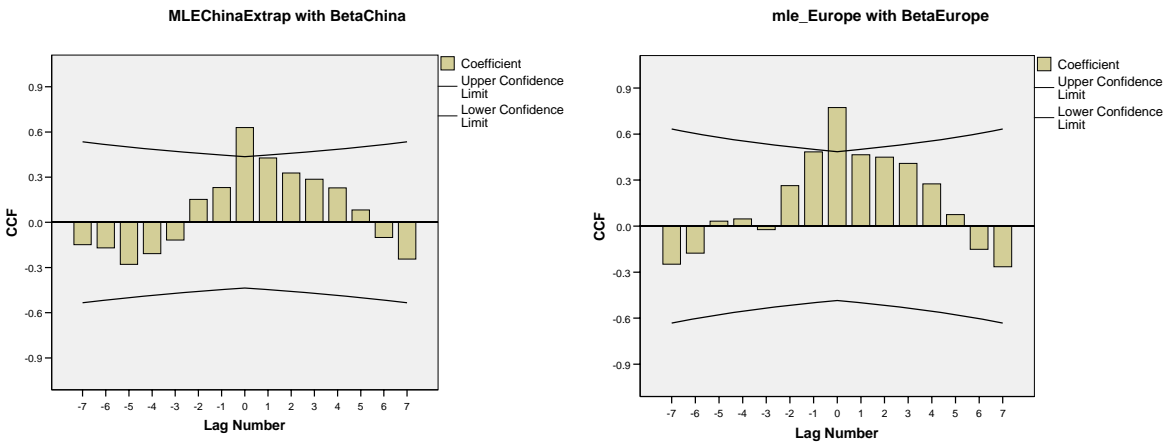 MLEChinaExtrap with BetaChina
0.9
0.6
0.3
0.0
-0.3
-0.6
-0.9
CCF
-7 -6 -5 -4 -3 -2 -1 0 1 2 3 4 5 6 7
Lag Number
Coefficient
Upper Confidence
Limit
Lower Confidence
Limit
mle_Europe with BetaEurope
0.9
0.6
0.3
0.0
-0.3
-0.6
-0.9
CCF
-7 -6 -5 -4 -3 -2 -1 0 1 2 3 4 5 6 7
Lag Number
Coefficient
Upper Confidence
Limit
Lower Confidence
Limit